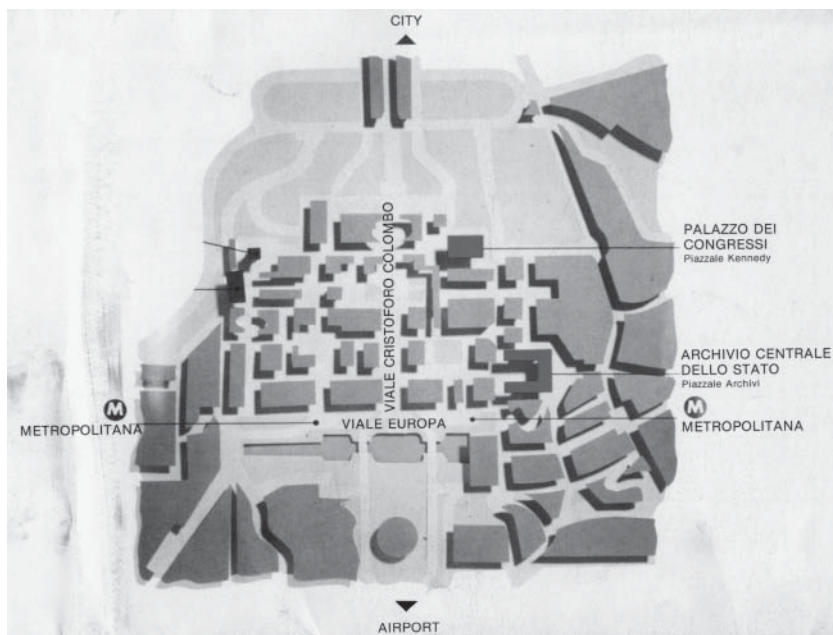 CITY
VIALE CRISTOFORO COLOMBO
PALAZZO DEI
CONGRESSI
Piazzale Kennedy
ARCHIVIO CENTRALE
DELLO STATO
Piazzale Archivi
M
METROPOLITANA
VIALE EUROPA
M
METROPOLITANA
AIRPORT